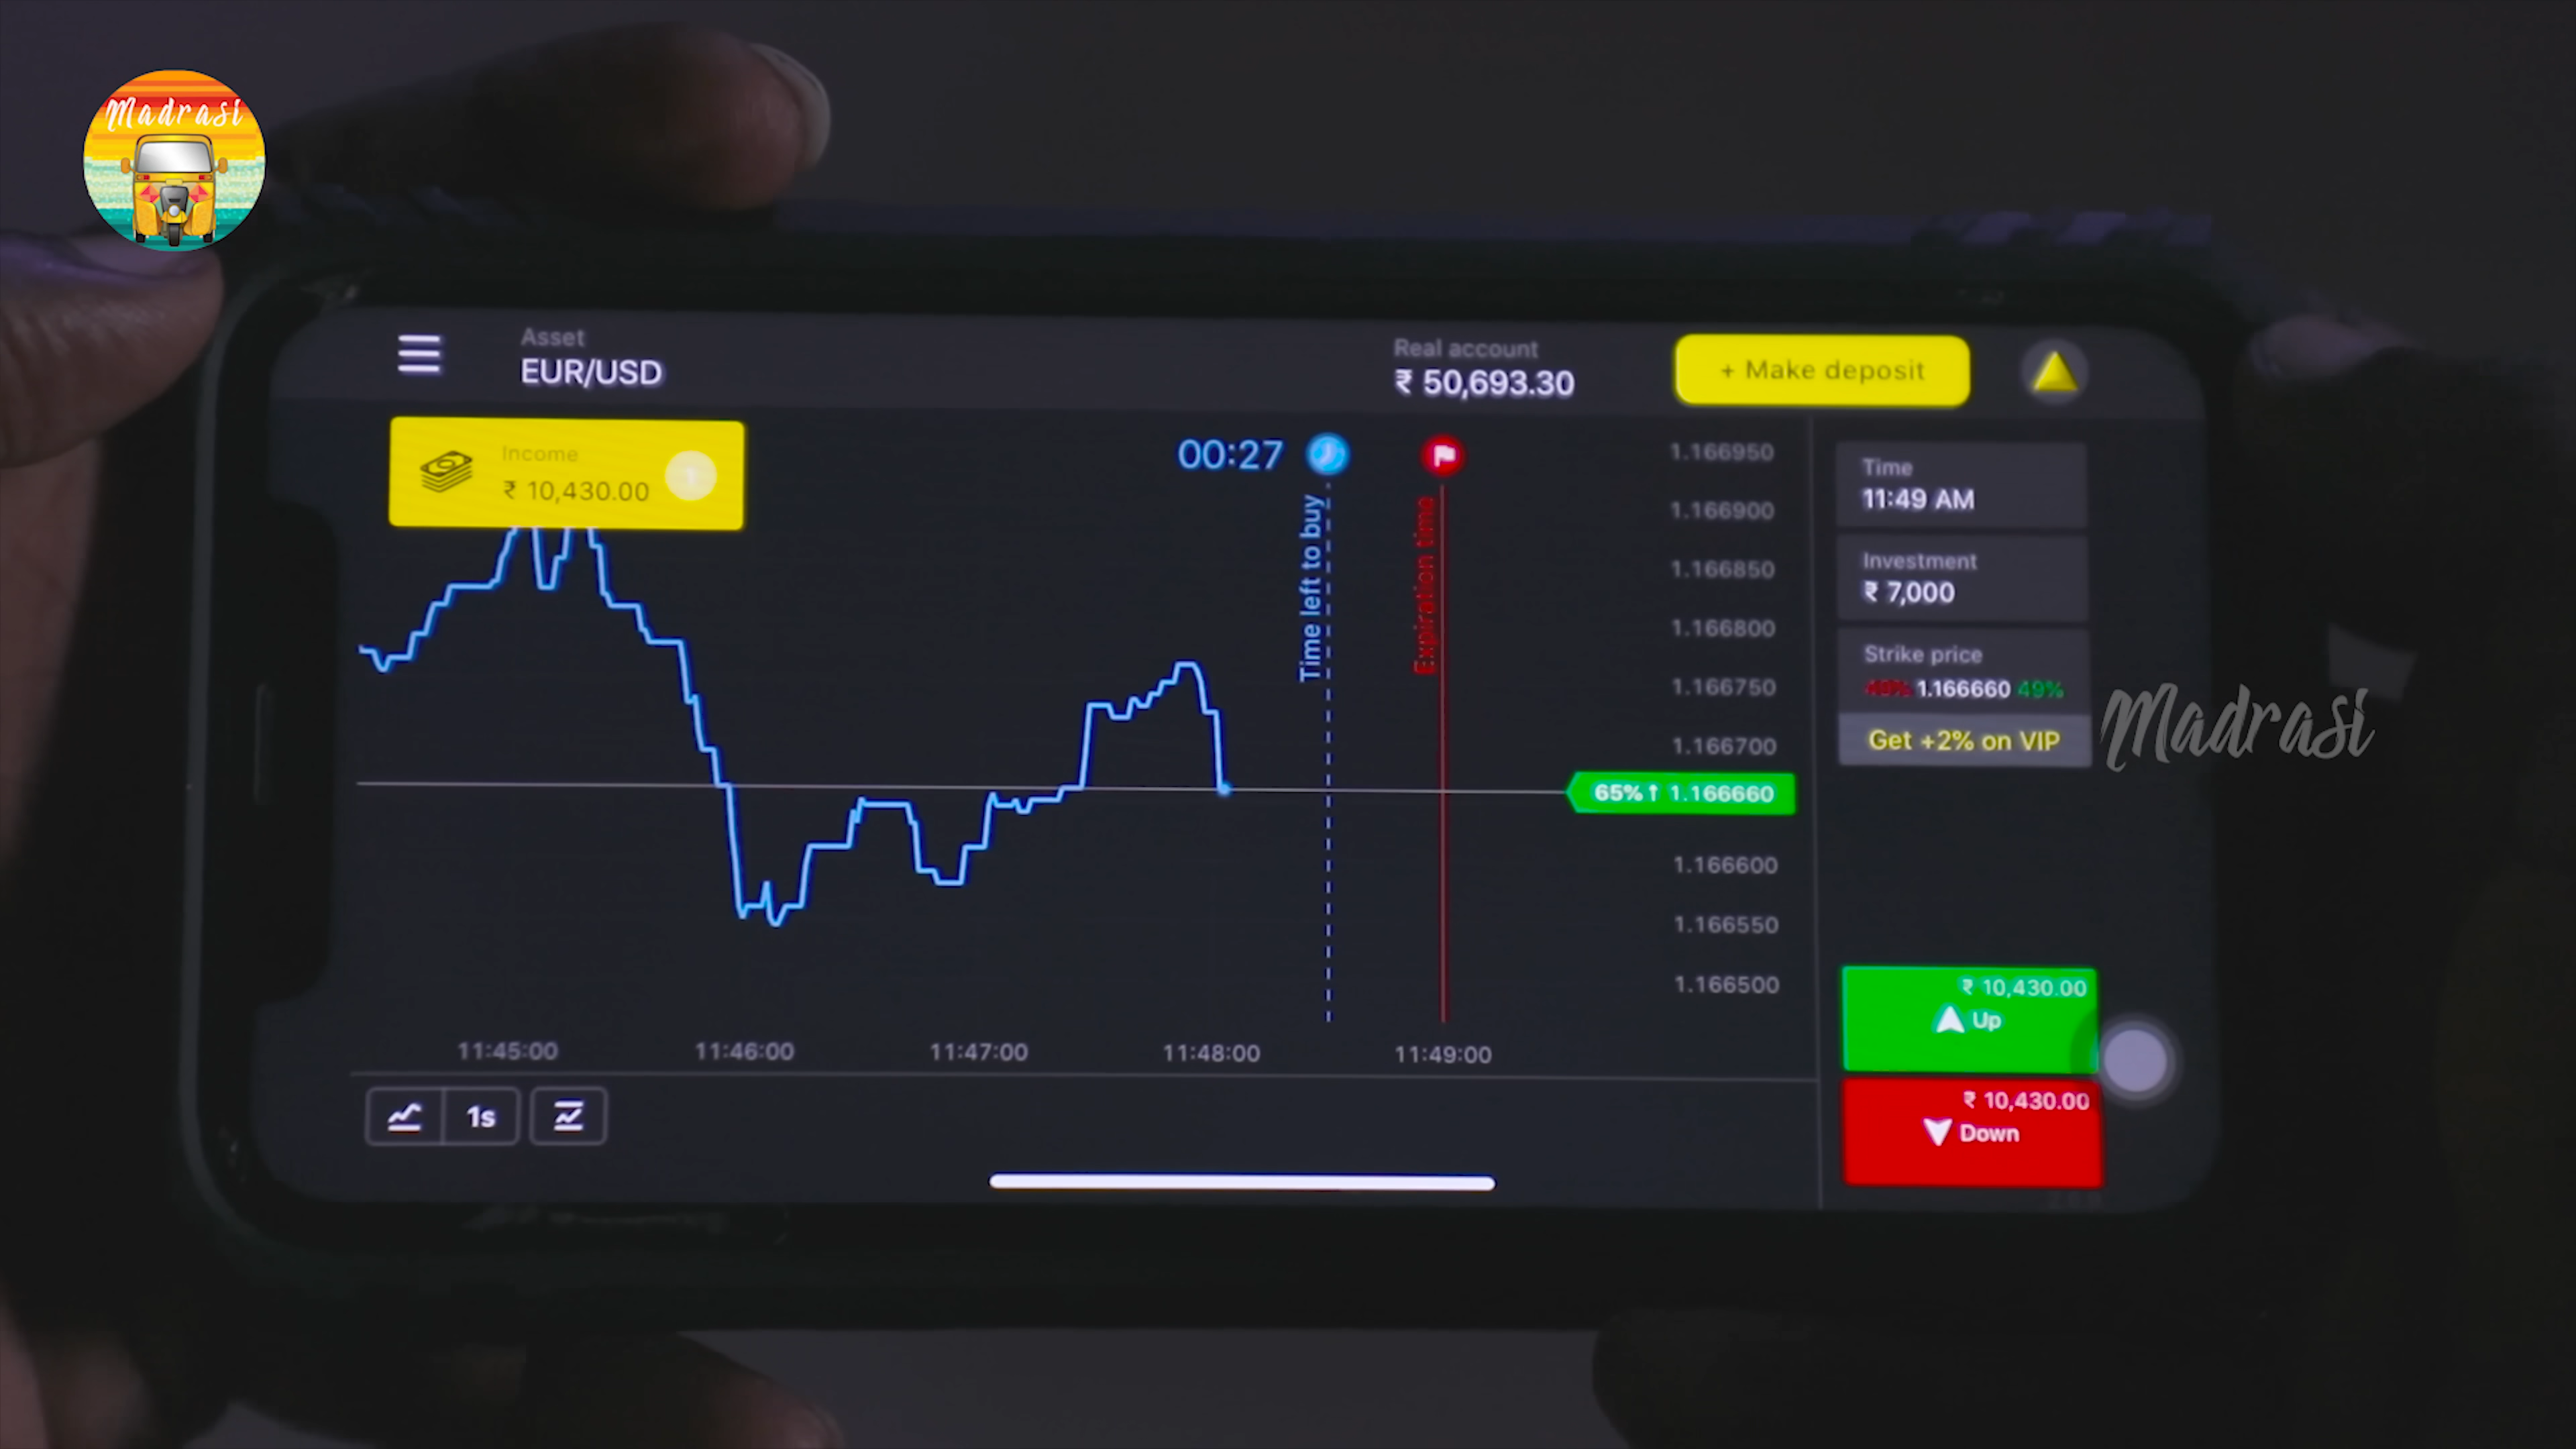 Madrasi
Asset
EUR/USD
Real account
₹ 50,693.30
+ Make deposit
Income
₹ 10,430.00
00:27
Time left to buy
Expiration time
1.166950
1.166900
1.166850
1.166800
1.166750
1.166700
65%↑ 1.166660
1.166600
1.166550
1.166500
Time
11:49 AM
Investment
₹ 7,000
Strike price
1.166660 49%
Get +2% on VIP
Madrasi
₹ 10,430.00
Up
₹ 10,430.00
Down
11:45:00
11:46:00
11:47:00
11:48:00
11:49:00
1s